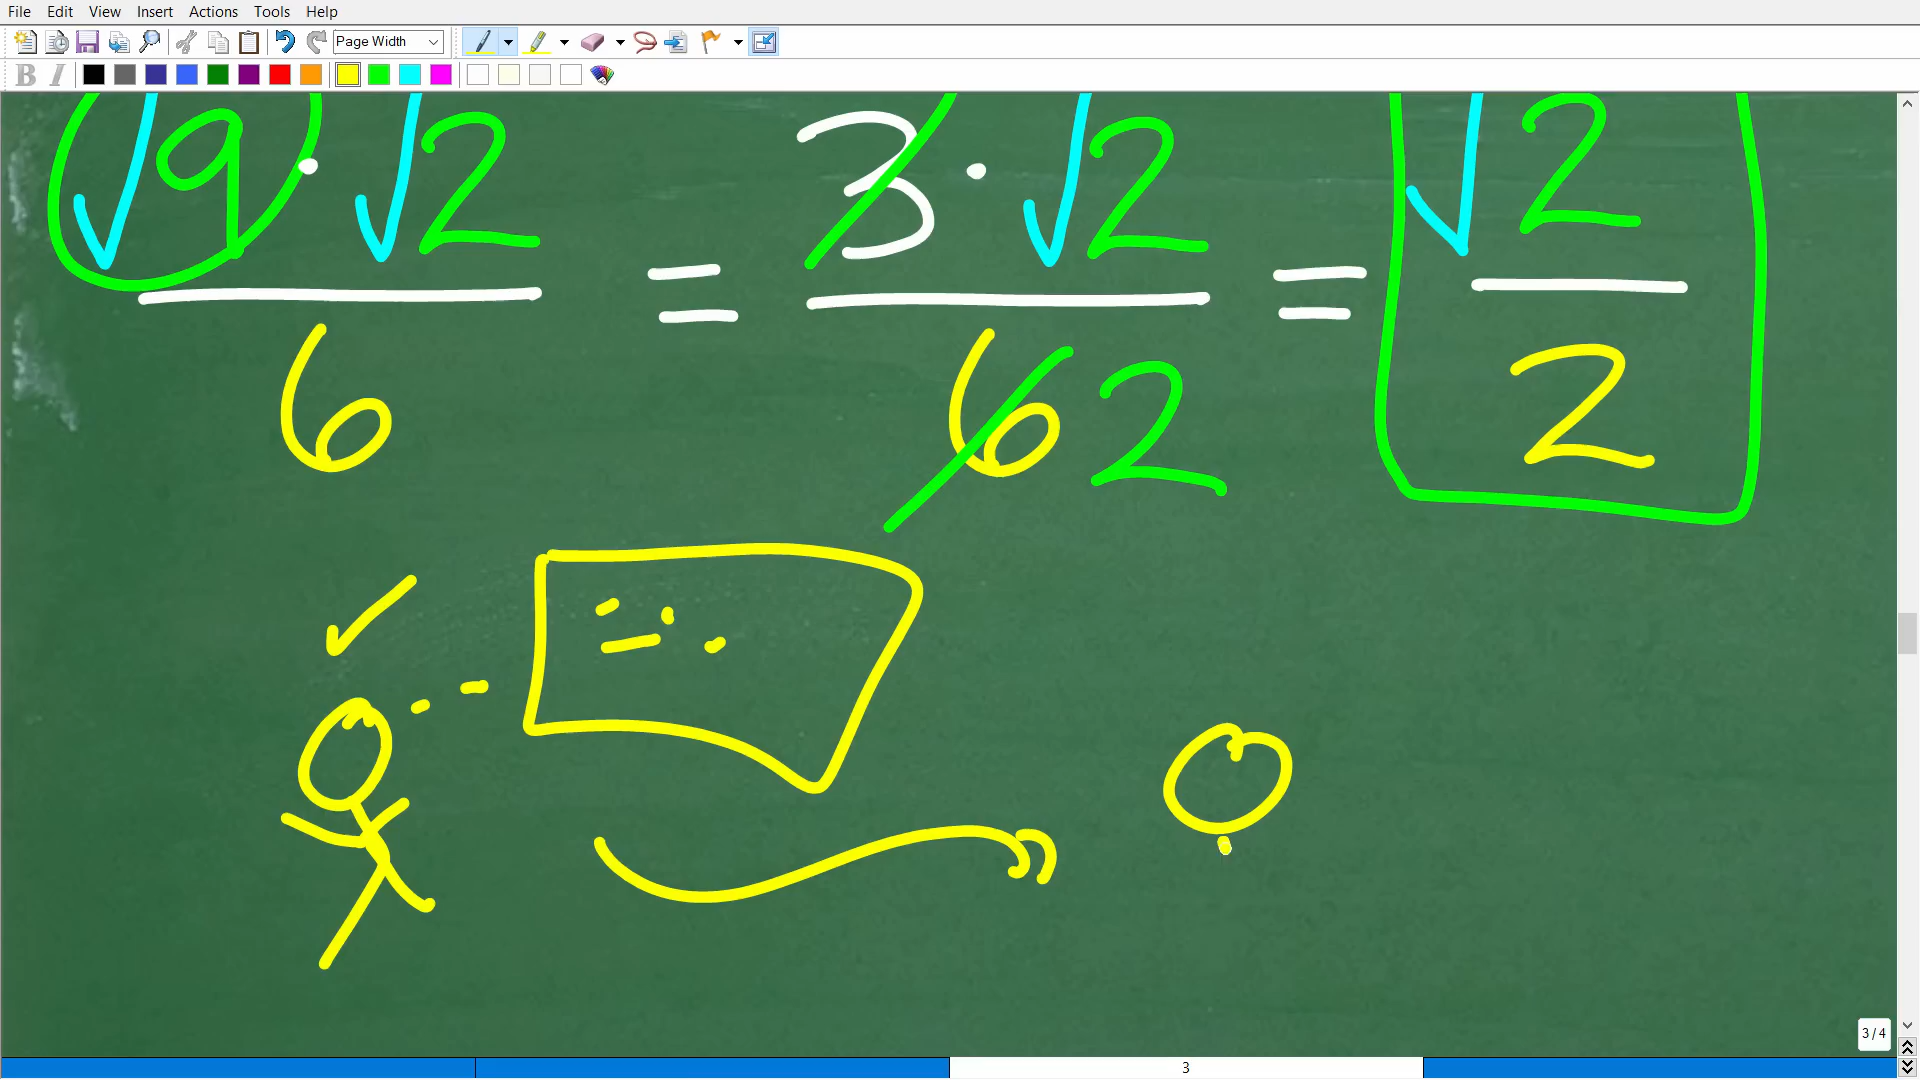 File Edit View Insert Actions Tools Help
Page Width
B I
√9 · √2 / 6 = 3 · √2 / 6 2 = √2 / 2
3 / 4
3